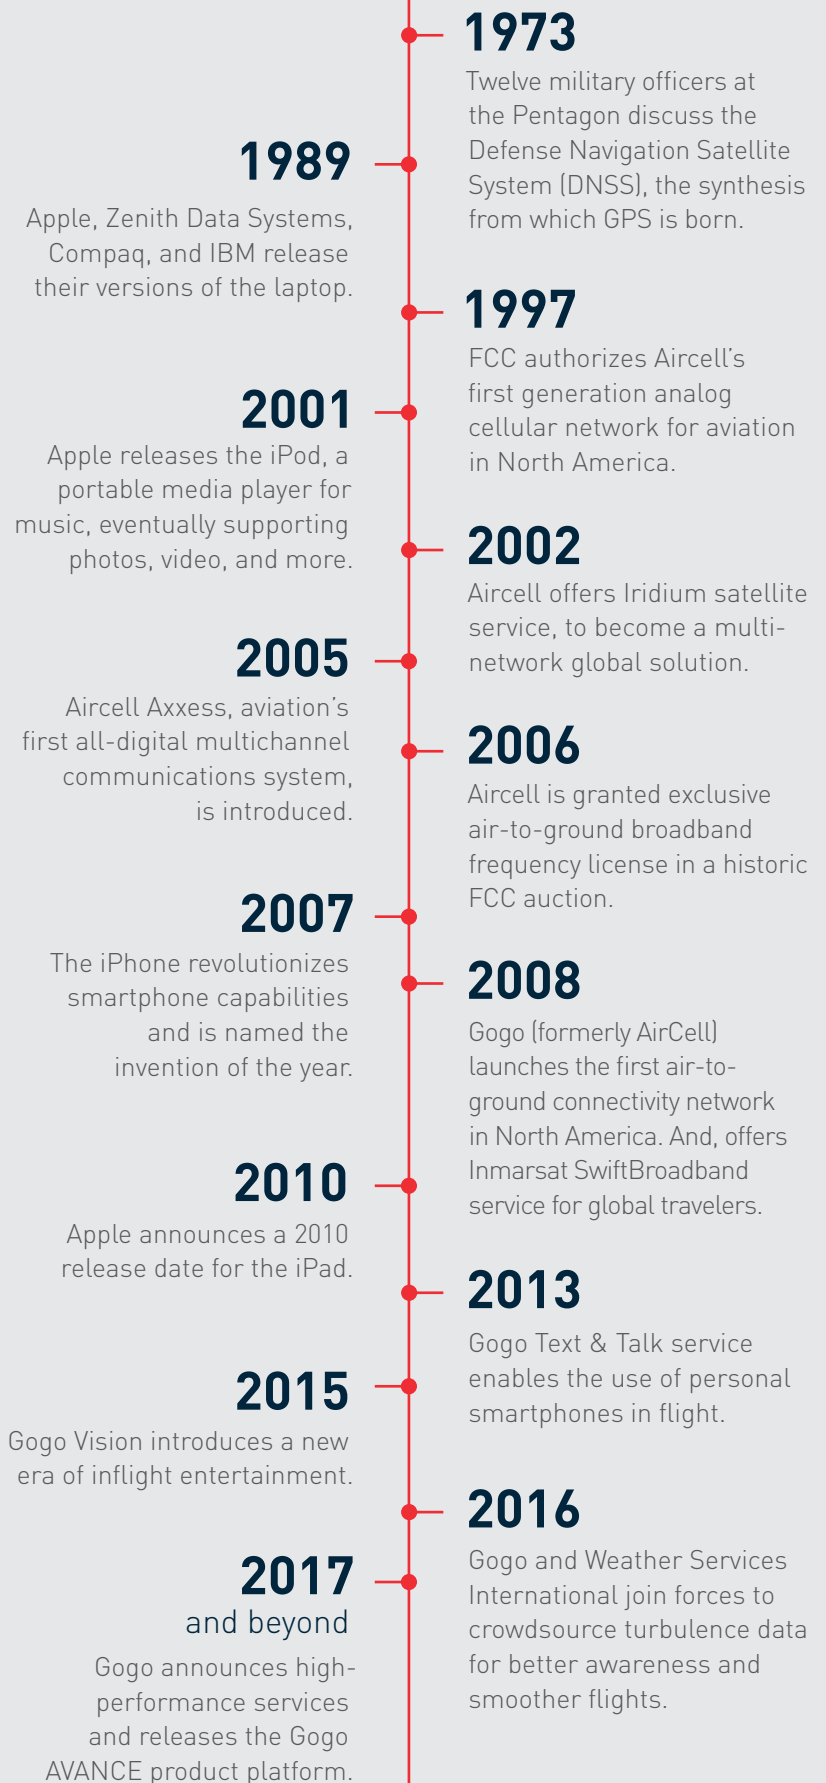 1973
Twelve military officers at
the Pentagon discuss the
Defense Navigation Satellite
System (DNSS), the synthesis
from which GPS is born.
1989
Apple, Zenith Data Systems,
Compaq, and IBM release
their versions of the laptop.
1997
FCC authorizes Aircell’s
first generation analog
cellular network for aviation
in North America.
2001
Apple releases the iPod, a
portable media player for
music, eventually supporting
photos, video, and more.
2002
Aircell offers Iridium satellite
service, to become a multi-
network global solution.
2005
Aircell Axxess, aviation’s
first all-digital multichannel
communications system,
is introduced.
2006
Aircell is granted exclusive
air-to-ground broadband
frequency license in a historic
FCC auction.
2007
The iPhone revolutionizes
smartphone capabilities
and is named the
invention of the year.
2008
Gogo (formerly AirCell)
launches the first air-to-
ground connectivity network
in North America. And, offers
Inmarsat SwiftBroadband
service for global travelers.
2010
Apple announces a 2010
release date for the iPad.
2013
Gogo Text & Talk service
enables the use of personal
smartphones in flight.
2015
Gogo Vision introduces a new
era of inflight entertainment.
2016
Gogo and Weather Services
International join forces to
crowdsource turbulence data
for better awareness and
smoother flights.
2017
and beyond
Gogo announces high-
performance services
and releases the Gogo
AVANCE product platform.